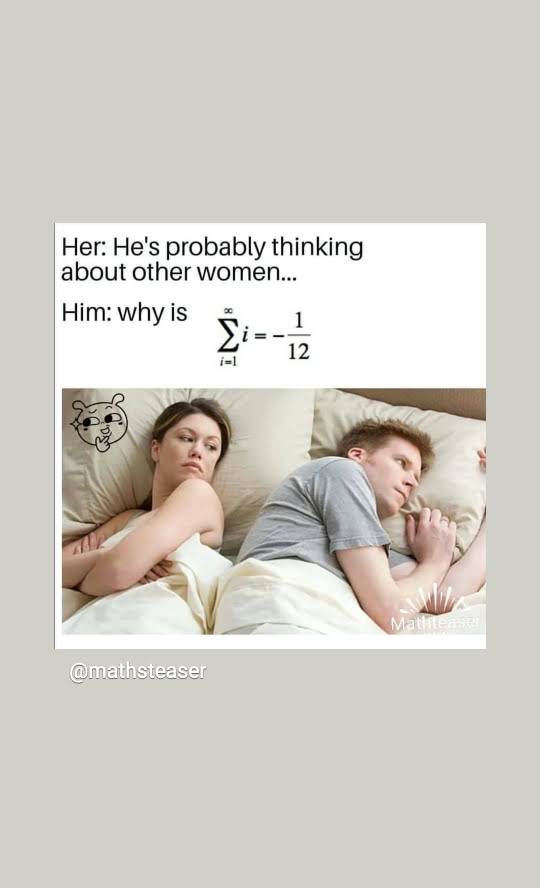 Her: He's probably thinking
about other women...
Him: why is
∞
∑i = - 1/12
i=1
Mathteaser
@mathsteaser